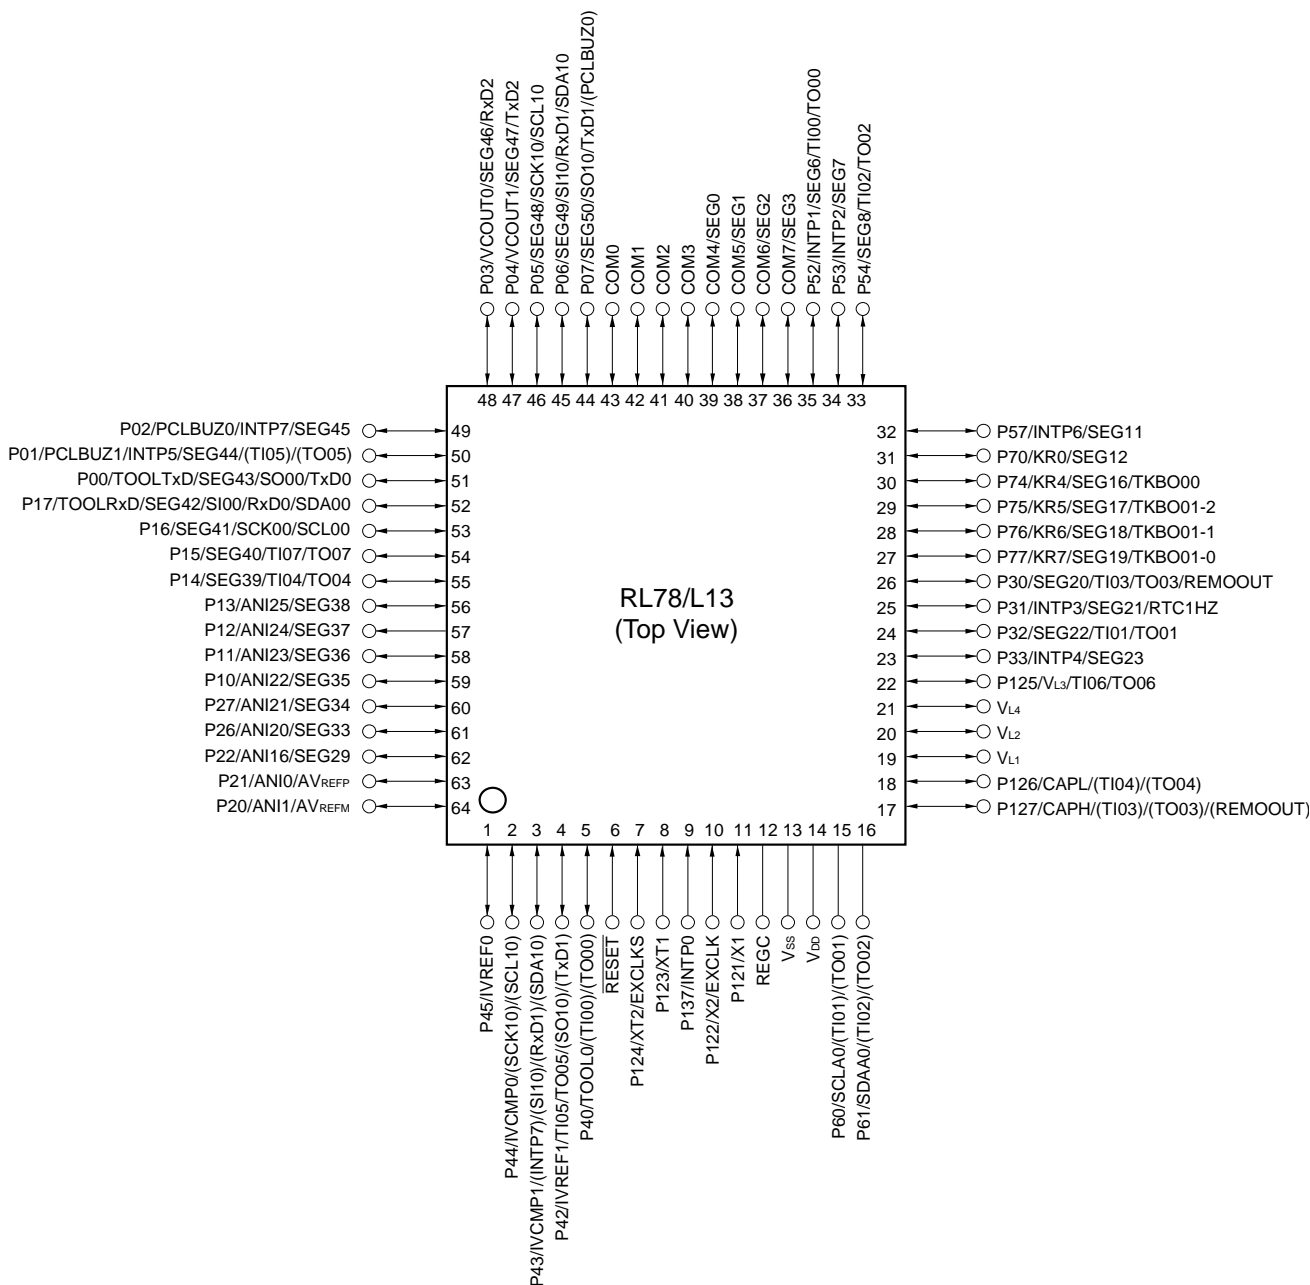 P03/VCOUT0/SEG46/RxD2
P04/VCOUT1/SEG47/TxD2
P05/SEG48/SCK10/SCL10
P06/SEG49/SI10/RxD1/SDA10
P07/SEG50/SO10/TxD1/(PCLBUZ0)
COM0
COM1
COM2
COM3
COM4/SEG0
COM5/SEG1
COM6/SEG2
COM7/SEG3
P52/INTP1/SEG6/TI00/TO00
P53/INTP2/SEG7
P54/SEG8/TI02/TO02
48 47 46 45 44 43 42 41 40 39 38 37 36 35 34 33
P02/PCLBUZ0/INTP7/SEG45 49
P01/PCLBUZ1/INTP5/SEG44/(TI05)/(TO05) 50
P00/TOOLTxD/SEG43/SO00/TxD0 51
P17/TOOLRxD/SEG42/SI00/RxD0/SDA00 52
P16/SEG41/SCK00/SCL00 53
P15/SEG40/TI07/TO07 54
P14/SEG39/TI04/TO04 55
P13/ANI25/SEG38 56
P12/ANI24/SEG37 57
P11/ANI23/SEG36 58
P10/ANI22/SEG35 59
P27/ANI21/SEG34 60
P26/ANI20/SEG33 61
P22/ANI16/SEG29 62
P21/ANI0/AVREFP 63
P20/ANI1/AVREFM 64
RL78/L13
(Top View)
32 P57/INTP6/SEG11
31 P70/KR0/SEG12
30 P74/KR4/SEG16/TKBO00
29 P75/KR5/SEG17/TKBO01-2
28 P76/KR6/SEG18/TKBO01-1
27 P77/KR7/SEG19/TKBO01-0
26 P30/SEG20/TI03/TO03/REMOOUT
25 P31/INTP3/SEG21/RTC1HZ
24 P32/SEG22/TI01/TO01
23 P33/INTP4/SEG23
22 P125/VL3/TI06/TO06
21 VL4
20 VL2
19 VL1
18 P126/CAPL/(TI04)/(TO04)
17 P127/CAPH/(TI03)/(TO03)/(REMOOUT)
1 2 3 4 5 6 7 8 9 10 11 12 13 14 15 16
P45/IVREF0
P44/IVCMP0/(SCK10)/(SCL10)
P43/IVCMP1/(INTP7)/(SI10)/(RxD1)/(SDA10)
P42/IVREF1/TI05/TO05/(SO10)/(TxD1)
P40/TOOL0/(TI00)/(TO00)
RESET
P124/XT2/EXCLKS
P123/XT1
P137/INTP0
P122/X2/EXCLK
P121/X1
REGC
VSS
VDD
P60/SCLA0/(TI01)/(TO01)
P61/SDAA0/(TI02)/(TO02)